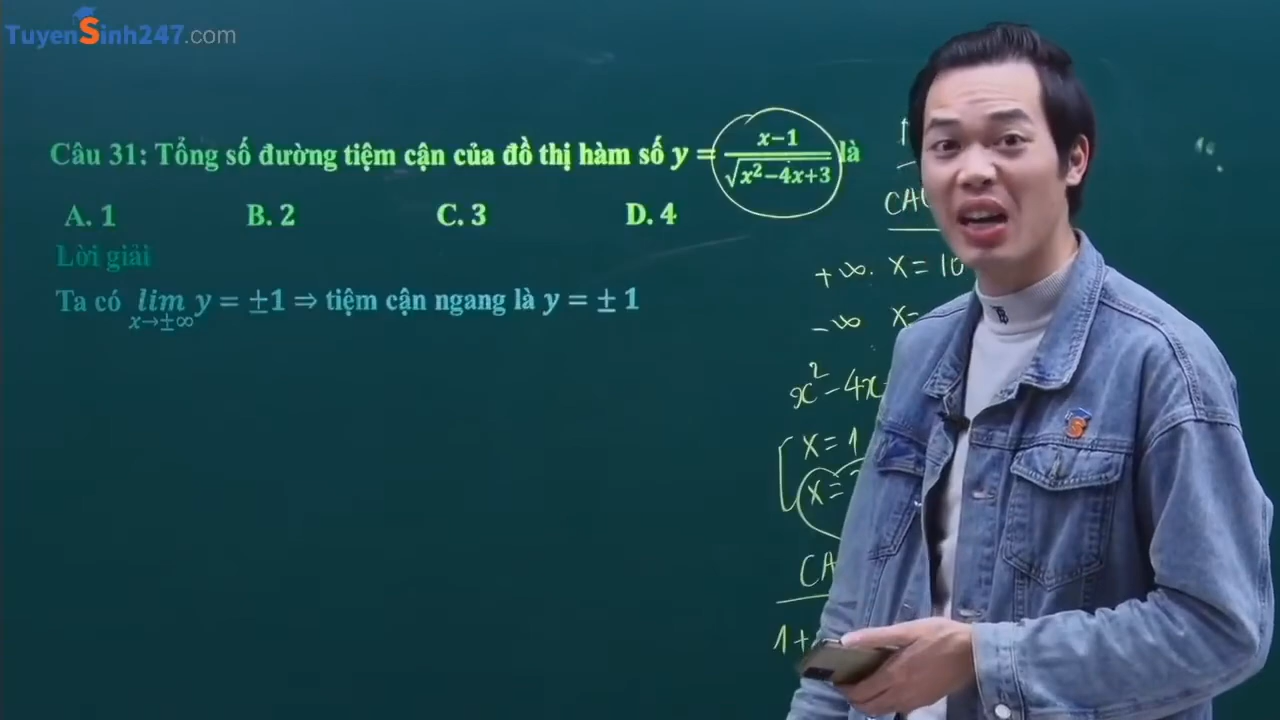 TuyenSinh247.com
Câu 31: Tổng số đường tiệm cận của đồ thị hàm số y = (x−1)/√(x²−4x+3) là
A. 1 B. 2 C. 3 D. 4
Lời giải
Ta có lim y = ±1 ⇒ tiệm cận ngang là y = ± 1
x→±∞
+∞. x = 10
−∞ x=
x² − 4x
x = 1
x =
1+